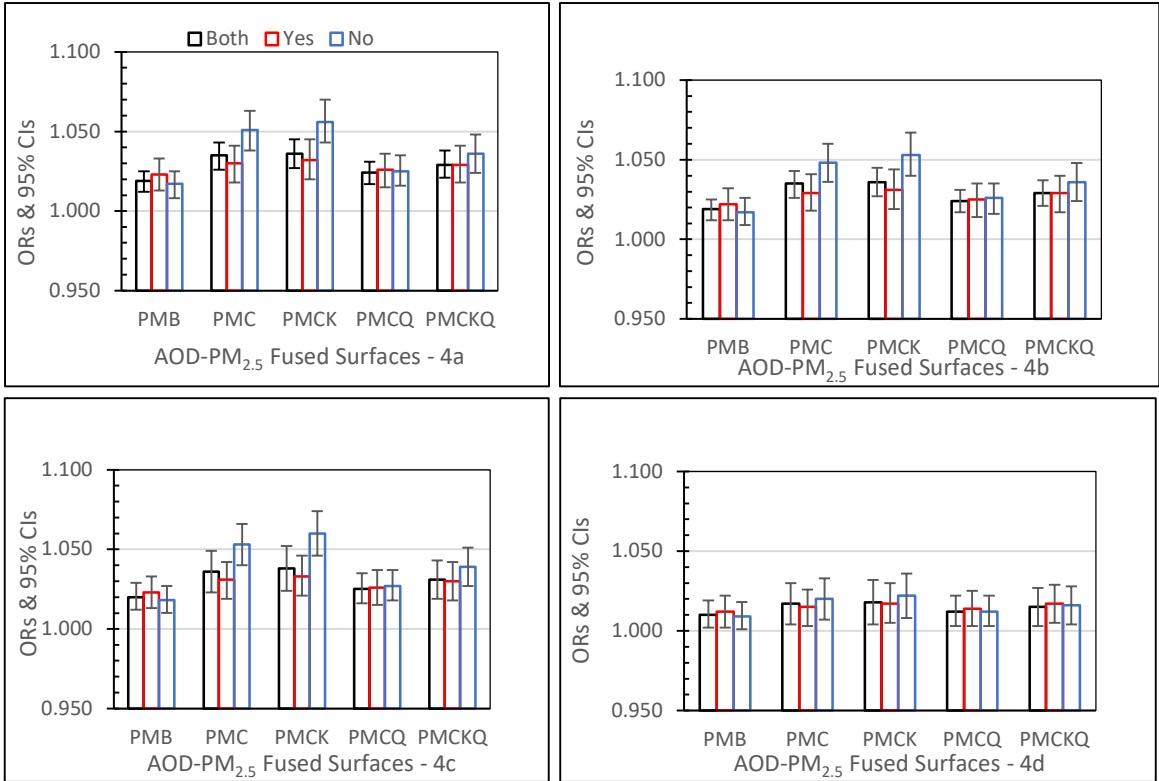 Both Yes No
ORs & 95% CIs
1.100
1.050
1.000
0.950
PMB PMC PMCK PMCQ PMCKQ
AOD-PM2.5 Fused Surfaces - 4a
ORs & 95% CIs
1.100
1.050
1.000
0.950
PMB PMC PMCK PMCQ PMCKQ
AOD-PM2.5 Fused Surfaces - 4b
ORs & 95% CIs
1.100
1.050
1.000
0.950
PMB PMC PMCK PMCQ PMCKQ
AOD-PM2.5 Fused Surfaces - 4c
ORs & 95% CIs
1.100
1.050
1.000
0.950
PMB PMC PMCK PMCQ PMCKQ
AOD-PM2.5 Fused Surfaces - 4d